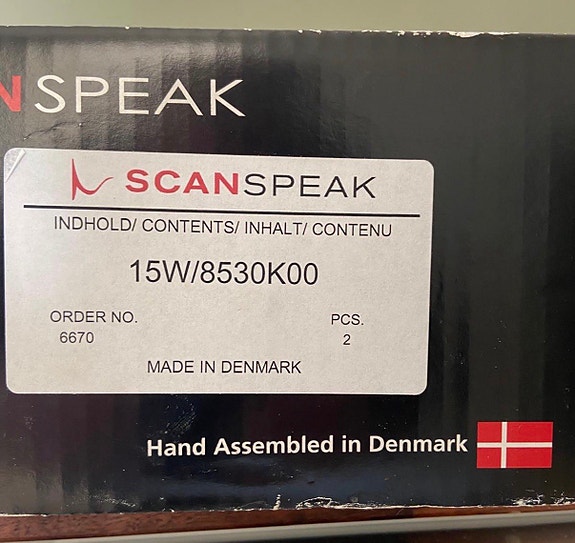 NSPEAK
SCANSPEAK
INDHOLD/ CONTENTS/ INHALT/ CONTENU
15W/8530K00
ORDER NO.
6670
PCS.
2
MADE IN DENMARK
Hand Assembled in Denmark